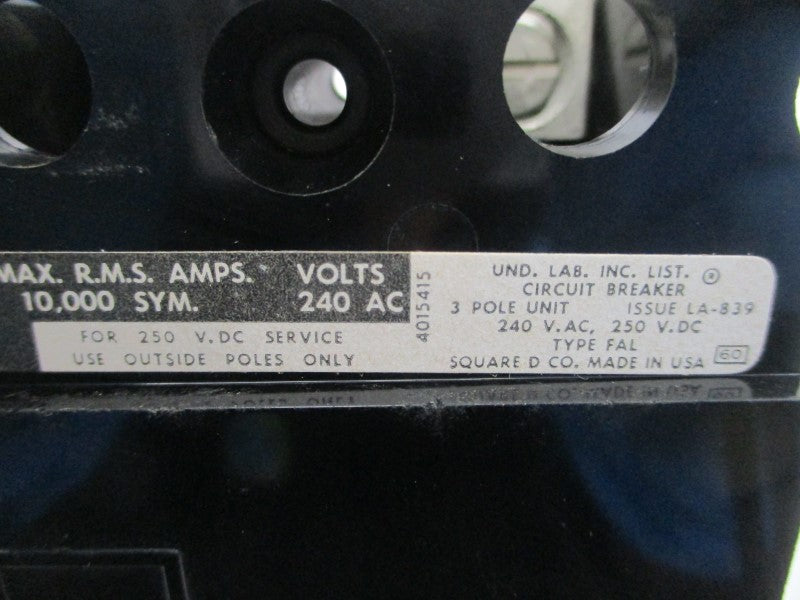 MAX. R.M.S. AMPS. VOLTS
10,000 SYM. 240 AC
FOR 250 V.DC SERVICE
USE OUTSIDE POLES ONLY
4015415
UND. LAB. INC. LIST.
CIRCUIT BREAKER
3 POLE UNIT ISSUE LA-839
240 V.AC, 250 V.DC
TYPE FAL
SQUARE D CO. MADE IN USA 60